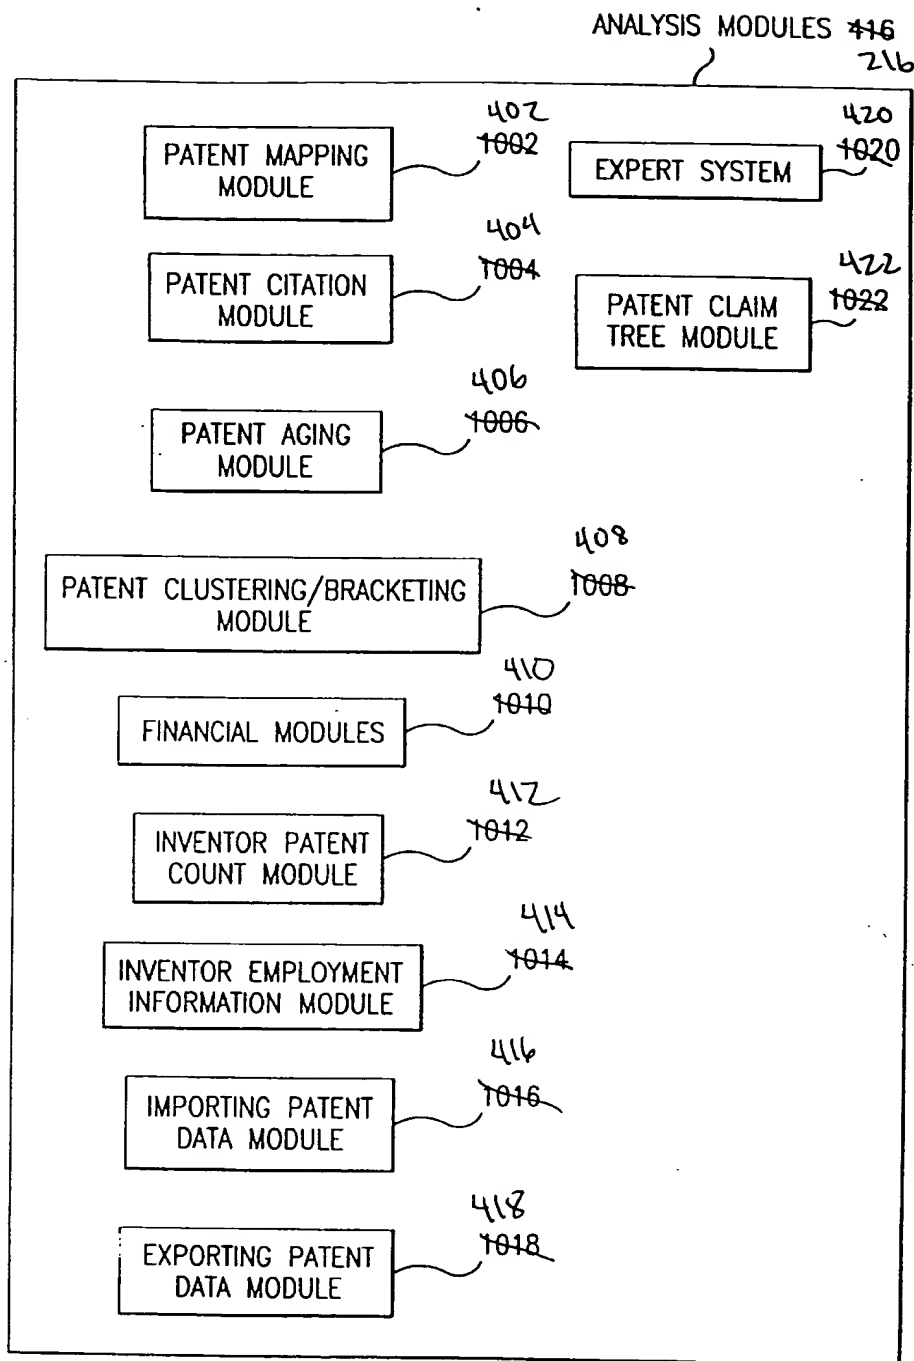 ANALYSIS MODULES 416
216
402
PATENT MAPPING
MODULE
1002
420
EXPERT SYSTEM
1020
404
PATENT CITATION
MODULE
1004
422
PATENT CLAIM
TREE MODULE
1022
406
PATENT AGING
MODULE
1006
408
PATENT CLUSTERING/BRACKETING
MODULE
1008
410
FINANCIAL MODULES
1010
412
INVENTOR PATENT
COUNT MODULE
1012
414
INVENTOR EMPLOYMENT
INFORMATION MODULE
1014
416
IMPORTING PATENT
DATA MODULE
1016
418
EXPORTING PATENT
DATA MODULE
1018